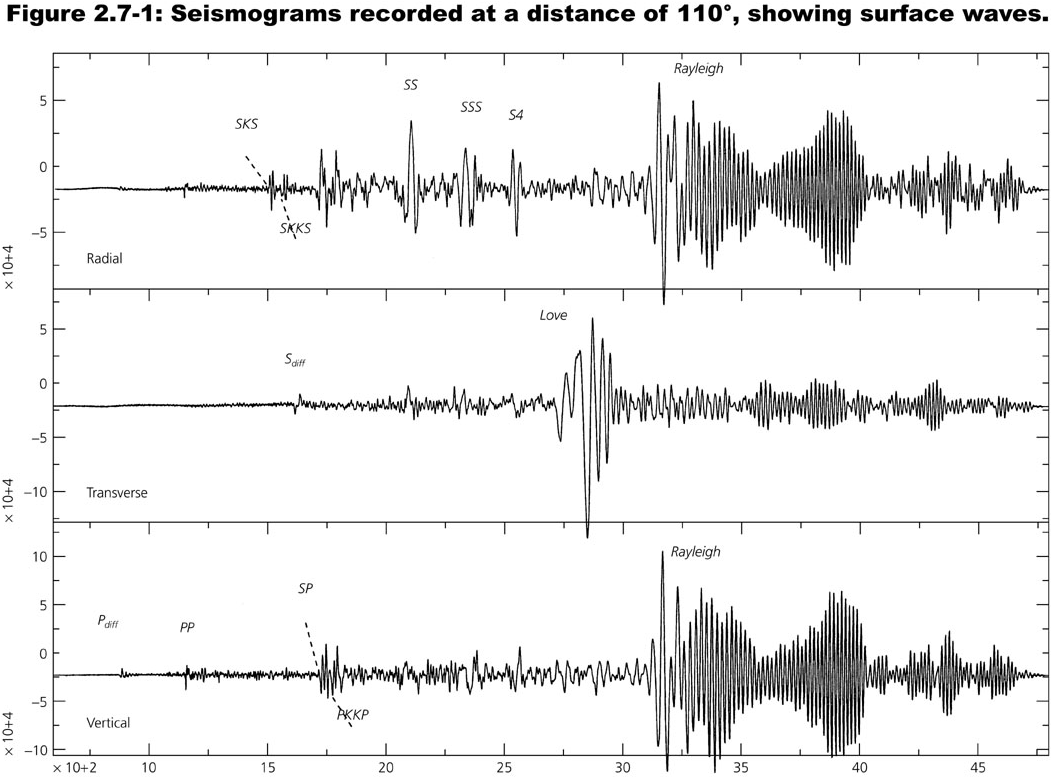 Figure 2.7-1: Seismograms recorded at a distance of 110°, showing surface waves.
Rayleigh
SS
SSS
S4
SKS
SKKS
5
0
−5
× 10+4
Radial
Love
S diff
5
0
−5
−10
× 10+4
Transverse
Rayleigh
SP
P diff
PP
PKKP
10
5
0
−5
−10
× 10+4
Vertical
× 10+2 10 15 20 25 30 35 40 45